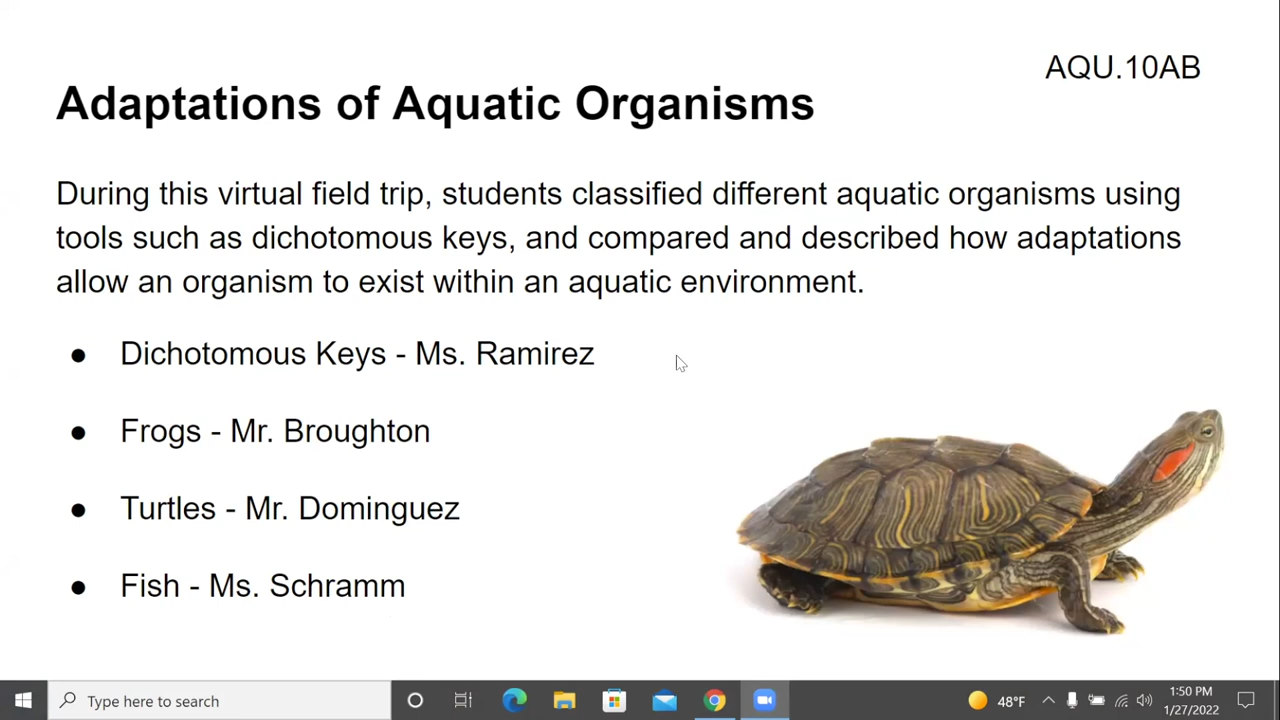 AQU.10AB
Adaptations of Aquatic Organisms
During this virtual field trip, students classified different aquatic organisms using
tools such as dichotomous keys, and compared and described how adaptations
allow an organism to exist within an aquatic environment.
● Dichotomous Keys - Ms. Ramirez
● Frogs - Mr. Broughton
● Turtles - Mr. Dominguez
● Fish - Ms. Schramm
Type here to search
48°F
1:50 PM
1/27/2022